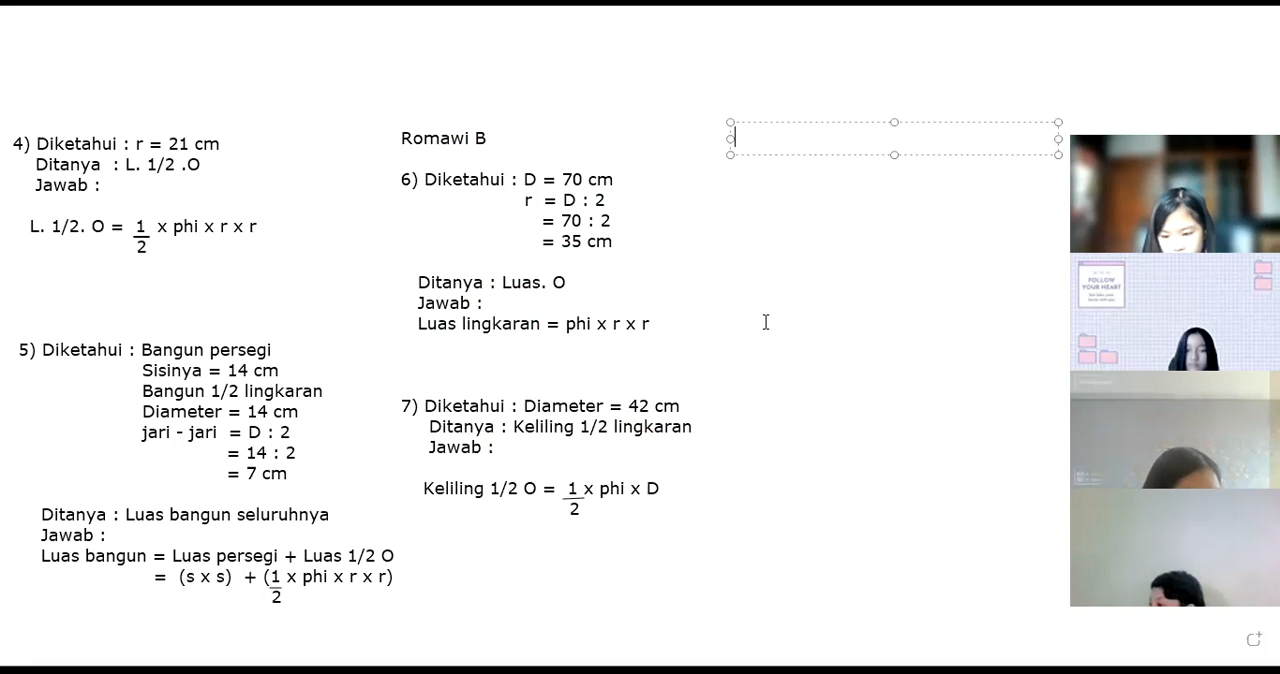 4) Diketahui : r = 21 cm
Ditanya : L. 1/2 .O
Jawab :
L. 1/2. O = 1/2 x phi x r x r
5) Diketahui : Bangun persegi
Sisinya = 14 cm
Bangun 1/2 lingkaran
Diameter = 14 cm
jari - jari = D : 2
= 14 : 2
= 7 cm
Ditanya : Luas bangun seluruhnya
Jawab :
Luas bangun = Luas persegi + Luas 1/2 O
= (s x s) + (1/2 x phi x r x r)
Romawi B
6) Diketahui : D = 70 cm
r = D : 2
= 70 : 2
= 35 cm
Ditanya : Luas. O
Jawab :
Luas lingkaran = phi x r x r
7) Diketahui : Diameter = 42 cm
Ditanya : Keliling 1/2 lingkaran
Jawab :
Keliling 1/2 O = 1/2 x phi x D
FOLLOW
YOUR HEART